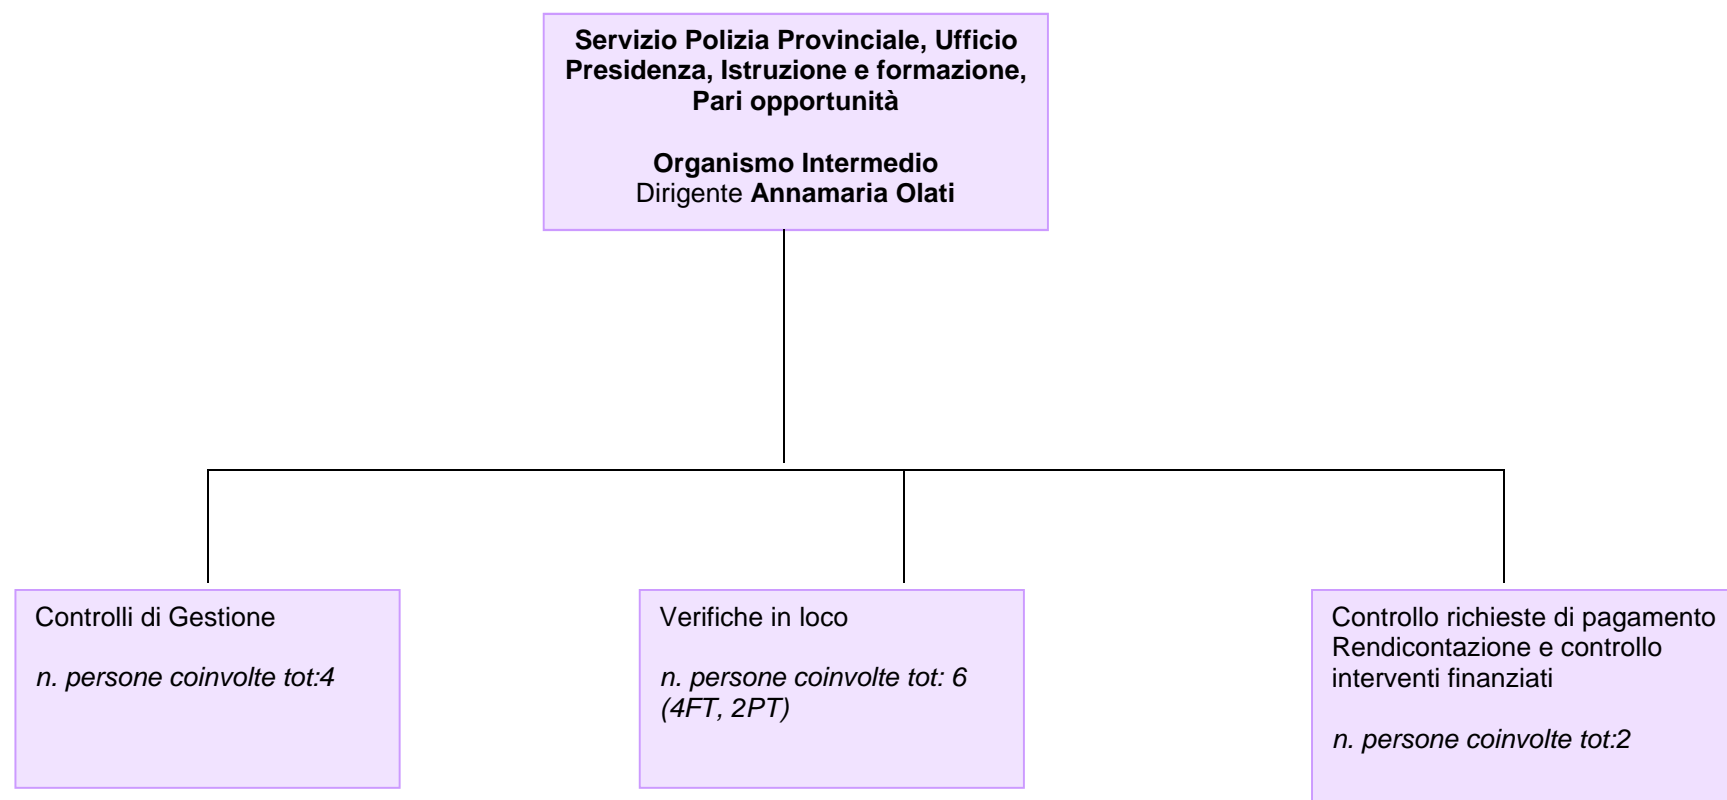 Servizio Polizia Provinciale, Ufficio
Presidenza, Istruzione e formazione,
Pari opportunità
Organismo Intermedio
Dirigente Annamaria Olati
Controlli di Gestione
n. persone coinvolte tot:4
Verifiche in loco
n. persone coinvolte tot: 6
(4FT, 2PT)
Controllo richieste di pagamento
Rendicontazione e controllo
interventi finanziati
n. persone coinvolte tot:2